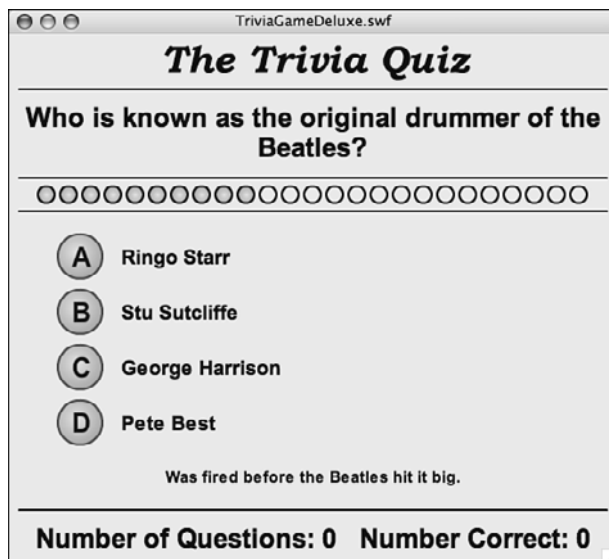 TriviaGameDeluxe.swf
The Trivia Quiz
Who is known as the original drummer of the
Beatles?
A Ringo Starr
B Stu Sutcliffe
C George Harrison
D Pete Best
Was fired before the Beatles hit it big.
Number of Questions: 0 Number Correct: 0